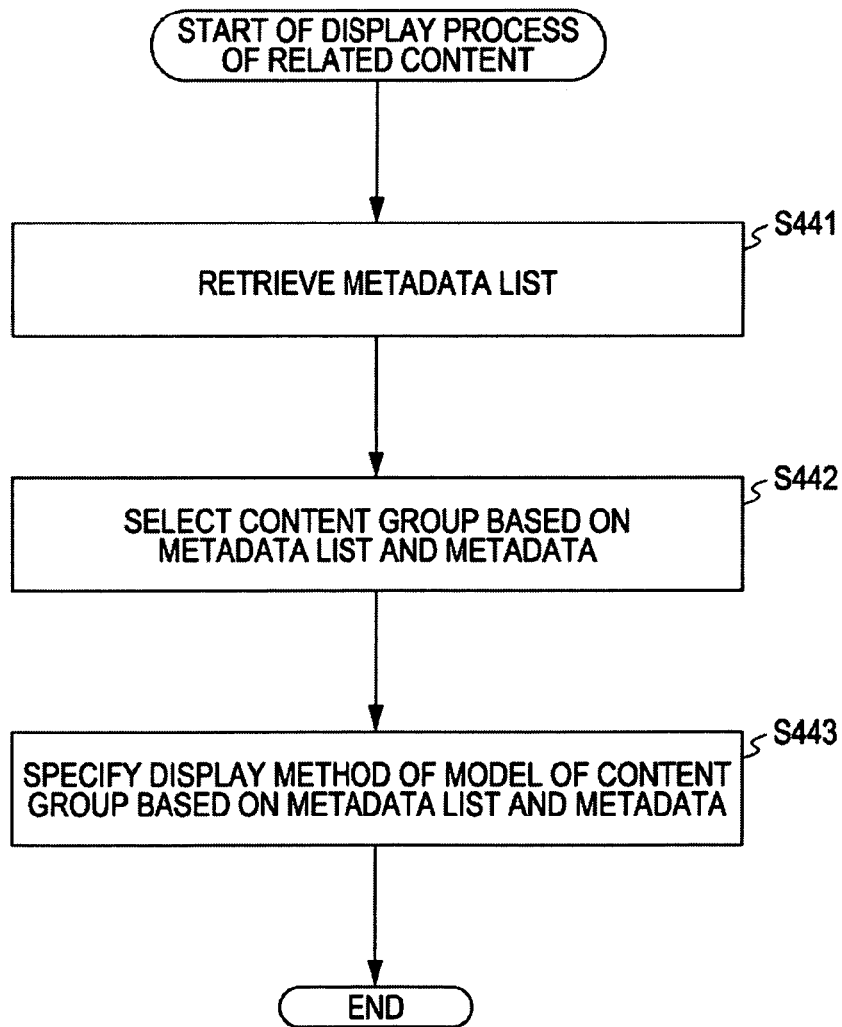 START OF DISPLAY PROCESS
OF RELATED CONTENT
S441
RETRIEVE METADATA LIST
S442
SELECT CONTENT GROUP BASED ON
METADATA LIST AND METADATA
S443
SPECIFY DISPLAY METHOD OF MODEL OF CONTENT
GROUP BASED ON METADATA LIST AND METADATA
END